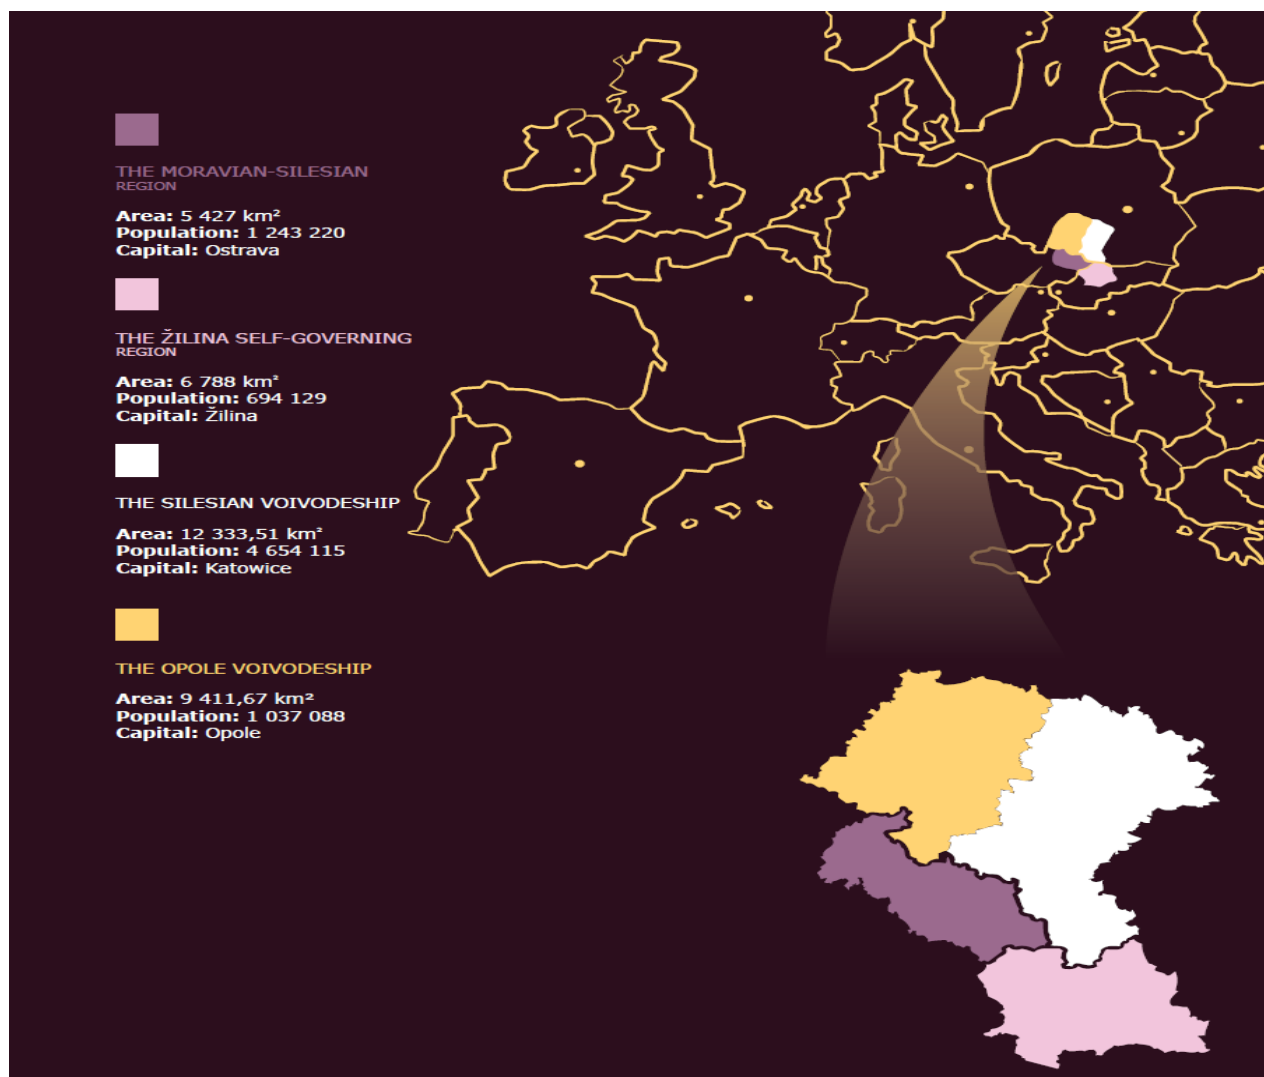 THE MORAVIAN-SILESIAN
REGION
Area: 5 427 km²
Population: 1 243 220
Capital: Ostrava
THE ŽILINA SELF-GOVERNING
REGION
Area: 6 788 km²
Population: 694 129
Capital: Žilina
THE SILESIAN VOIVODESHIP
Area: 12 333,51 km²
Population: 4 654 115
Capital: Katowice
THE OPOLE VOIVODESHIP
Area: 9 411,67 km²
Population: 1 037 088
Capital: Opole